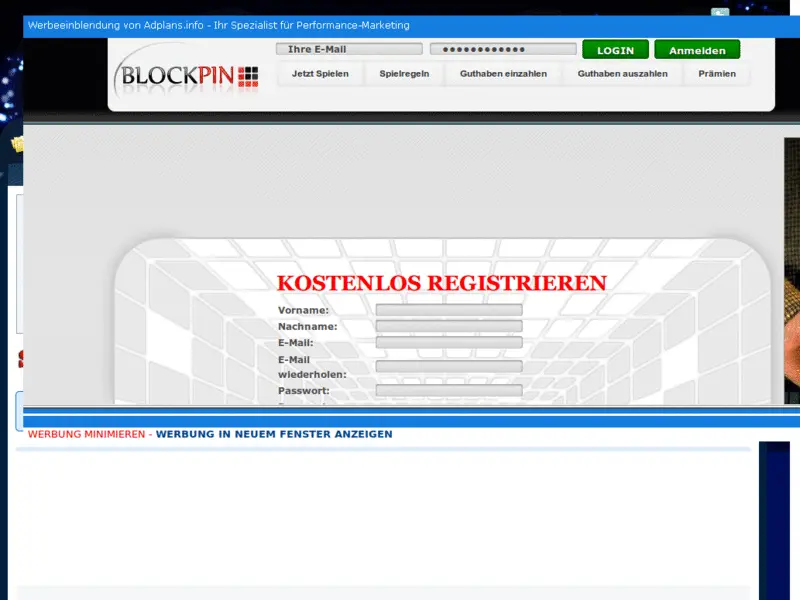 Werbeeinblendung von Adplans.info - Ihr Spezialist für Performance-Marketing
BLOCKPIN
Ihre E-Mail
●●●●●●●●●●●●
LOGIN
Anmelden
Jetzt Spielen
Spielregeln
Guthaben einzahlen
Guthaben auszahlen
Prämien
KOSTENLOS REGISTRIEREN
Vorname:
Nachname:
E-Mail:
E-Mail
wiederholen:
Passwort:
WERBUNG MINIMIEREN - WERBUNG IN NEUEM FENSTER ANZEIGEN